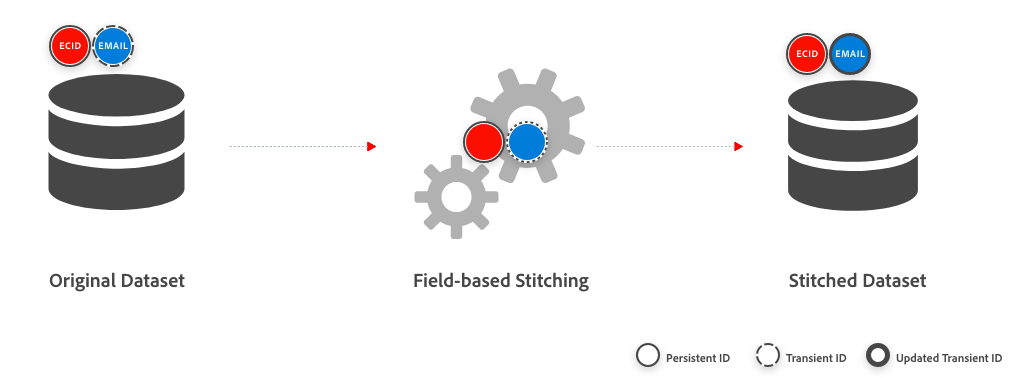 ECID EMAIL
ECID EMAIL
Original Dataset
Field-based Stitching
Stitched Dataset
Persistent ID
Transient ID
Updated Transient ID